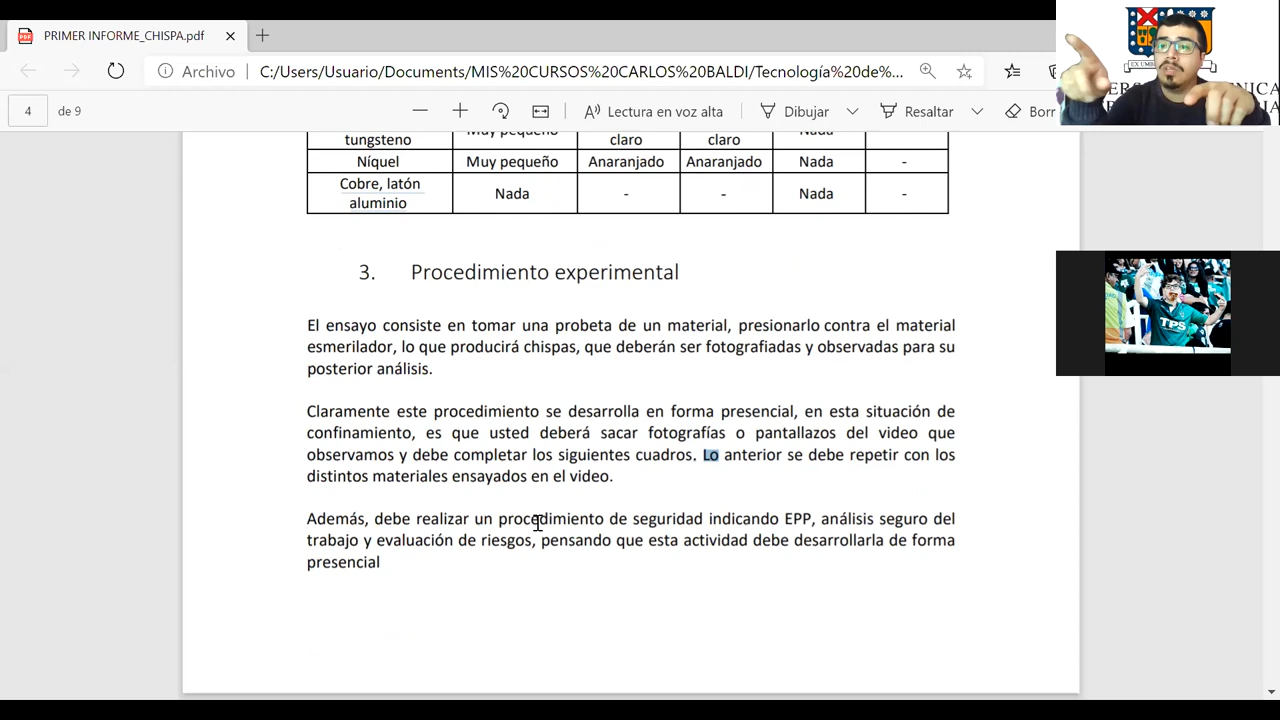 PRIMER INFORME_CHISPA.pdf
Archivo
C:/Users/Usuario/Documents/MIS%20CURSOS%20CARLOS%20BALDI/Tecnología%20de%...
4 de 9
Lectura en voz alta
Dibujar
Resaltar
Borr
tungsteno Muy pequeño claro claro Nada
Níquel Muy pequeño Anaranjado Anaranjado Nada -
Cobre, latón
aluminio Nada - - Nada -
3. Procedimiento experimental
El ensayo consiste en tomar una probeta de un material, presionarlo contra el material
esmerilador, lo que producirá chispas, que deberán ser fotografiadas y observadas para su
posterior análisis.
Claramente este procedimiento se desarrolla en forma presencial, en esta situación de
confinamiento, es que usted deberá sacar fotografías o pantallazos del video que
observamos y debe completar los siguientes cuadros. Lo anterior se debe repetir con los
distintos materiales ensayados en el video.
Además, debe realizar un procedimiento de seguridad indicando EPP, análisis seguro del
trabajo y evaluación de riesgos, pensando que esta actividad debe desarrollarla de forma
presencial
TPS